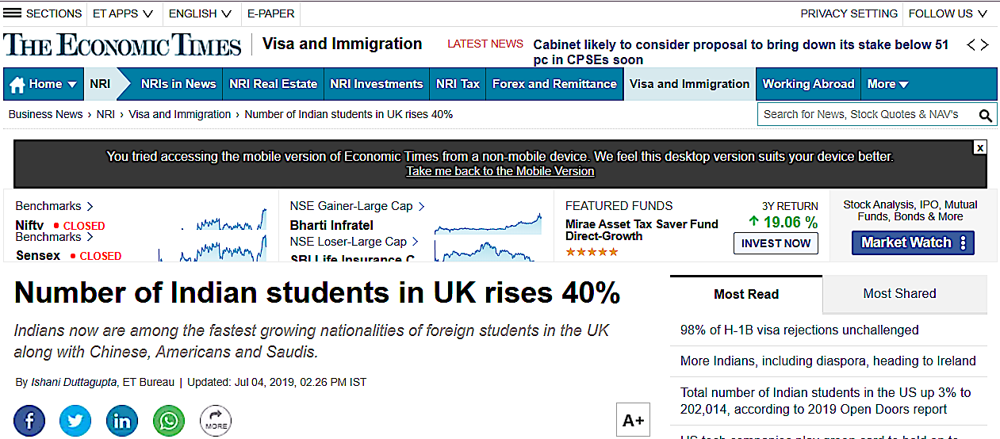 SECTIONS ET APPS ENGLISH E-PAPER PRIVACY SETTING FOLLOW US
THE ECONOMIC TIMES Visa and Immigration LATEST NEWS Cabinet likely to consider proposal to bring down its stake below 51
pc in CPSEs soon
Home NRI NRIs in News NRI Real Estate NRI Investments NRI Tax Forex and Remittance Visa and Immigration Working Abroad More
Business News › NRI › Visa and Immigration › Number of Indian students in UK rises 40% Search for News, Stock Quotes & NAV's
You tried accessing the mobile version of Economic Times from a non-mobile device. We feel this desktop version suits your device better. x
Take me back to the Mobile Version
Benchmarks >
Nifty • CLOSED
Benchmarks >
Sensex • CLOSED
NSE Gainer-Large Cap >
Bharti Infratel
NSE Loser-Large Cap >
SBI Life Insurance C
FEATURED FUNDS
Mirae Asset Tax Saver Fund
Direct-Growth
★★★★★
3Y RETURN
↑ 19.06 %
INVEST NOW
Stock Analysis, IPO, Mutual
Funds, Bonds & More
Market Watch
Number of Indian students in UK rises 40%
Indians now are among the fastest growing nationalities of foreign students in the UK
along with Chinese, Americans and Saudis.
By Ishani Duttagupta, ET Bureau | Updated: Jul 04, 2019, 02.26 PM IST
MORE
A+
Most Read Most Shared
98% of H-1B visa rejections unchallenged
More Indians, including diaspora, heading to Ireland
Total number of Indian students in the US up 3% to
202,014, according to 2019 Open Doors report
US tech companies play green card to hold on to